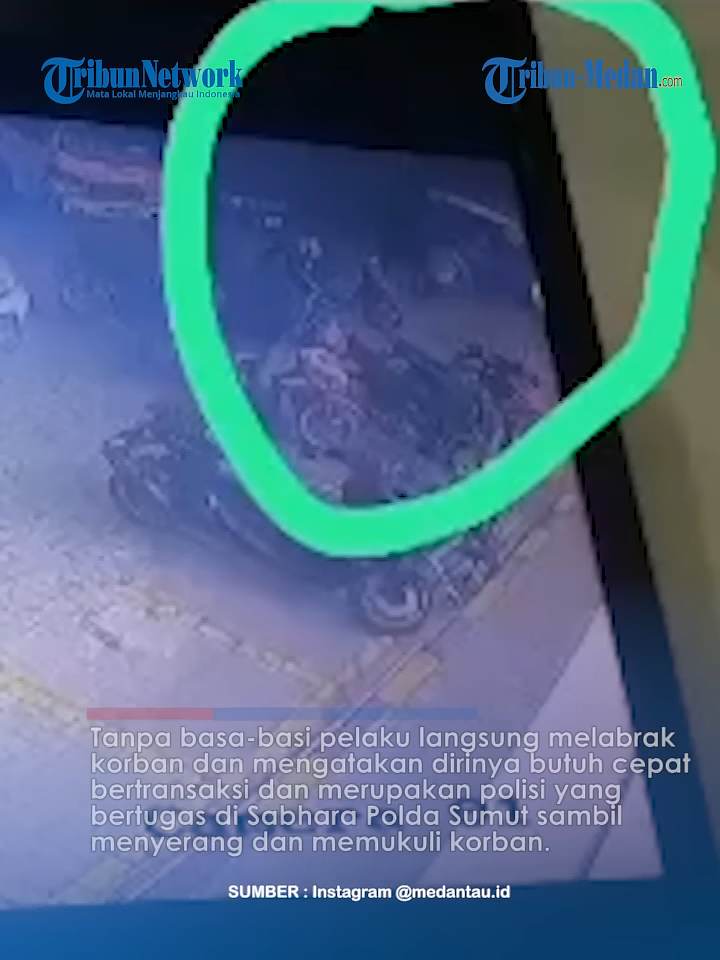 TribunNetwork
Mata Lokal Menjangkau Indonesia
Tribun-Medan.com
Tanpa basa-basi pelaku langsung melabrak
korban dan mengatakan dirinya butuh cepat
bertransaksi dan merupakan polisi yang
bertugas di Sabhara Polda Sumut sambil
menyerang dan memukuli korban.
SUMBER : Instagram @medantau.id